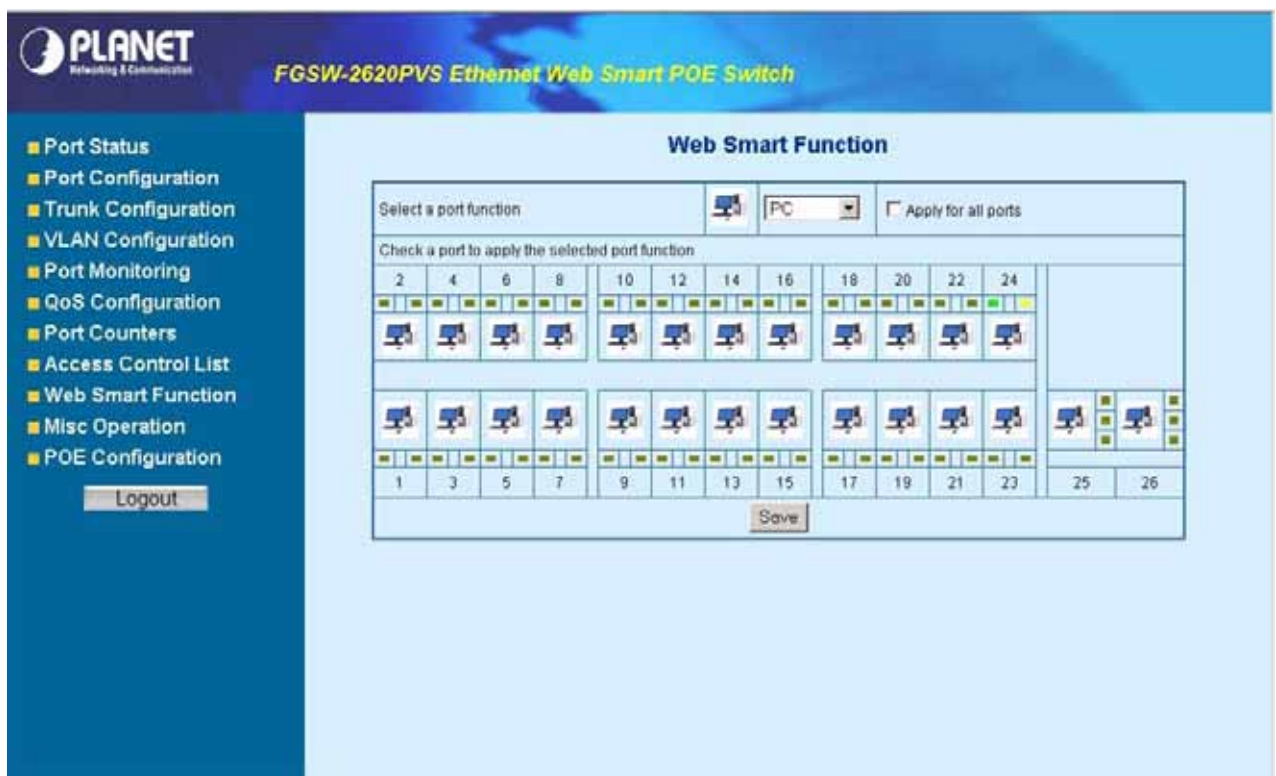 PLANET
Networking & Communication
FGSW-2620PVS Ethernet Web Smart POE Switch
Port Status
Port Configuration
Trunk Configuration
VLAN Configuration
Port Monitoring
QoS Configuration
Port Counters
Access Control List
Web Smart Function
Misc Operation
POE Configuration
Logout
Web Smart Function
Select a port function PC Apply for all ports
Check a port to apply the selected port function
2 4 6 8 10 12 14 16 18 20 22 24
1 3 5 7 9 11 13 15 17 19 21 23 25 26
Save